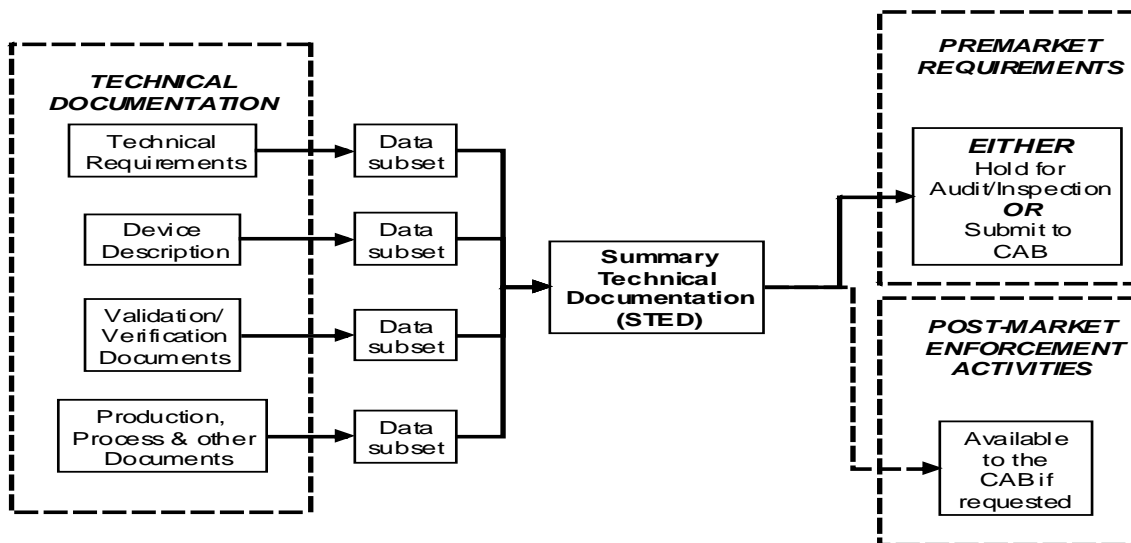 TECHNICAL
DOCUMENTATION
Technical
Requirements
Data
subset
Device
Description
Data
subset
Validation/
Verification
Documents
Data
subset
Production,
Process & other
Documents
Data
subset
Summary
Technical
Documentation
(STED)
PREMARKET
REQUIREMENTS
EITHER
Hold for
Audit/Inspection
OR
Submit to
CAB
POST-MARKET
ENFORCEMENT
ACTIVITIES
Available
to the
CAB if
requested